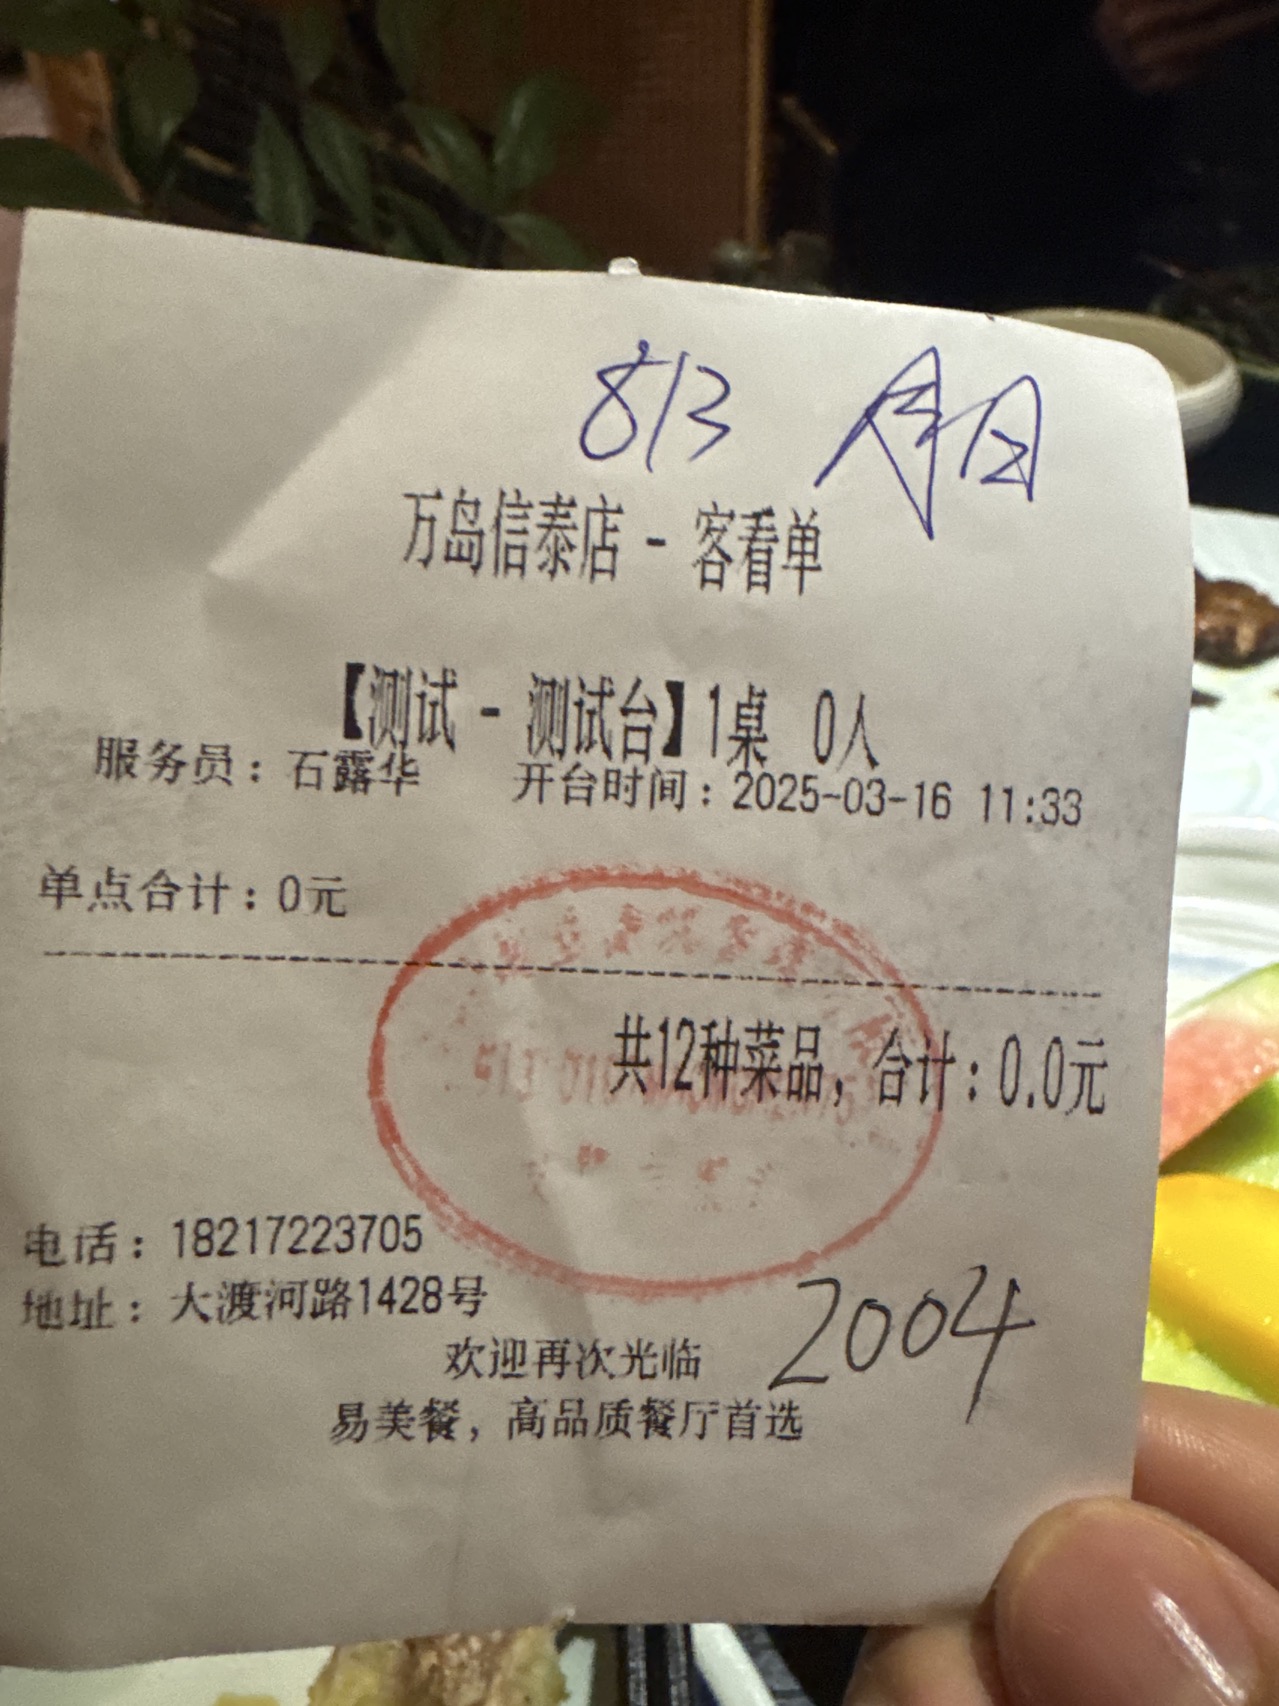 813
万岛信泰店 - 客看单
【测试 - 测试台】1桌 0人
服务员：石露华 开台时间：2025-03-16 11:33
单点合计：0元
共12种菜品，合计：0.0元
电话：18217223705
地址：大渡河路1428号
2004
欢迎再次光临
易美餐，高品质餐厅首选